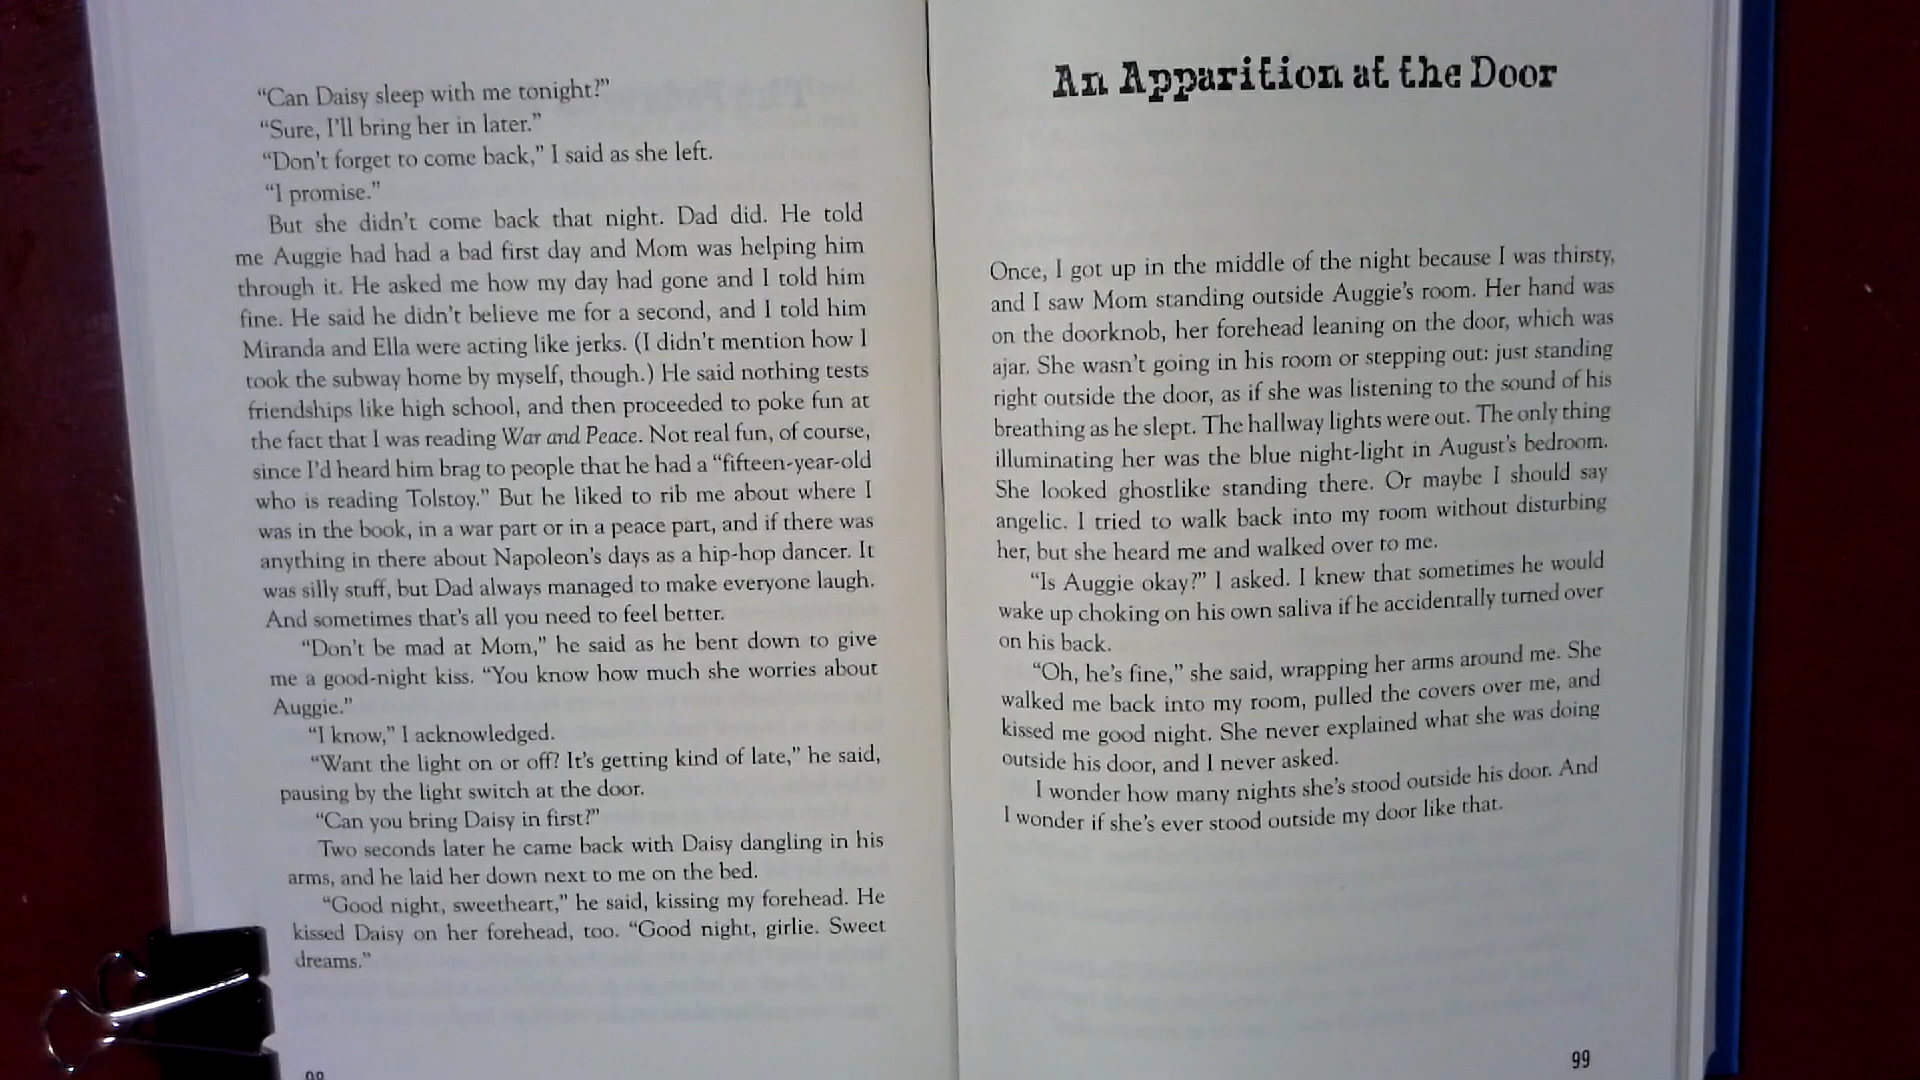 “Can Daisy sleep with me tonight?”
“Sure, I’ll bring her in later.”
“Don’t forget to come back,” I said as she left.
“I promise.”
But she didn’t come back that night. Dad did. He told
me Auggie had had a bad first day and Mom was helping him
through it. He asked me how my day had gone and I told him
fine. He said he didn’t believe me for a second, and I told him
Miranda and Ella were acting like jerks. (I didn’t mention how I
took the subway home by myself, though.) He said nothing tests
friendships like high school, and then proceeded to poke fun at
the fact that I was reading War and Peace. Not real fun, of course,
since I’d heard him brag to people that he had a “fifteen-year-old
who is reading Tolstoy.” But he liked to rib me about where I
was in the book, in a war part or in a peace part, and if there was
anything in there about Napoleon’s days as a hip-hop dancer. It
was silly stuff, but Dad always managed to make everyone laugh.
And sometimes that’s all you need to feel better.
“Don’t be mad at Mom,” he said as he bent down to give
me a good-night kiss. “You know how much she worries about
Auggie.”
“I know,” I acknowledged.
“Want the light on or off? It’s getting kind of late,” he said,
pausing by the light switch at the door.
“Can you bring Daisy in first?”
Two seconds later he came back with Daisy dangling in his
arms, and he laid her down next to me on the bed.
“Good night, sweetheart,” he said, kissing my forehead. He
kissed Daisy on her forehead, too. “Good night, girlie. Sweet
dreams.”
An Apparition at the Door
Once, I got up in the middle of the night because I was thirsty,
and I saw Mom standing outside Auggie’s room. Her hand was
on the doorknob, her forehead leaning on the door, which was
ajar. She wasn’t going in his room or stepping out: just standing
right outside the door, as if she was listening to the sound of his
breathing as he slept. The hallway lights were out. The only thing
illuminating her was the blue night-light in August’s bedroom.
She looked ghostlike standing there. Or maybe I should say
angelic. I tried to walk back into my room without disturbing
her, but she heard me and walked over to me.
“Is Auggie okay?” I asked. I knew that sometimes he would
wake up choking on his own saliva if he accidentally turned over
on his back.
“Oh, he’s fine,” she said, wrapping her arms around me. She
walked me back into my room, pulled the covers over me, and
kissed me good night. She never explained what she was doing
outside his door, and I never asked.
I wonder how many nights she’s stood outside his door. And
I wonder if she’s ever stood outside my door like that.
99